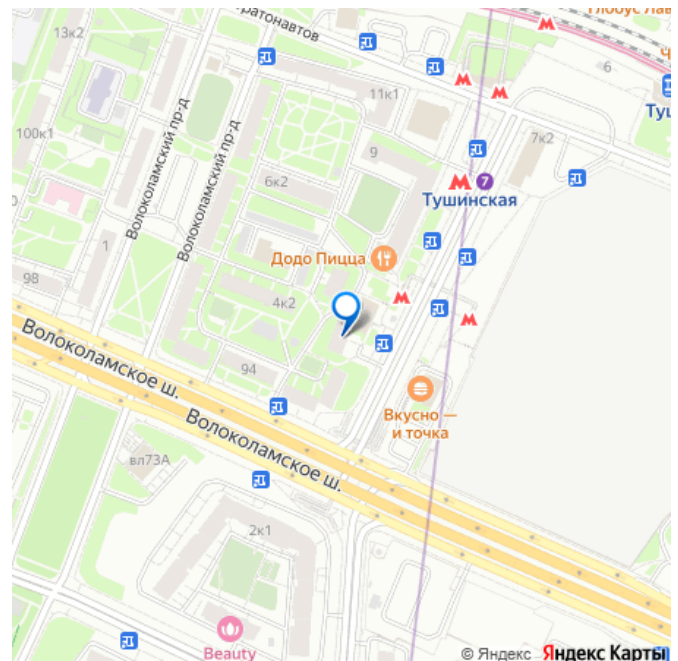 13к2
ратонавтов
Глобус Лав
6
11к1
7к2
Туш
100к1
9
Волоколамский пр-д
Волоколамский пр-д
6к2
7
Тушинская
1
Додо Пицца
98
4к2
Волоколамское ш.
94
Вкусно —
и точка
Волоколамское ш.
вл73А
2к1
Beauty
© Яндекс Яндекс Карты